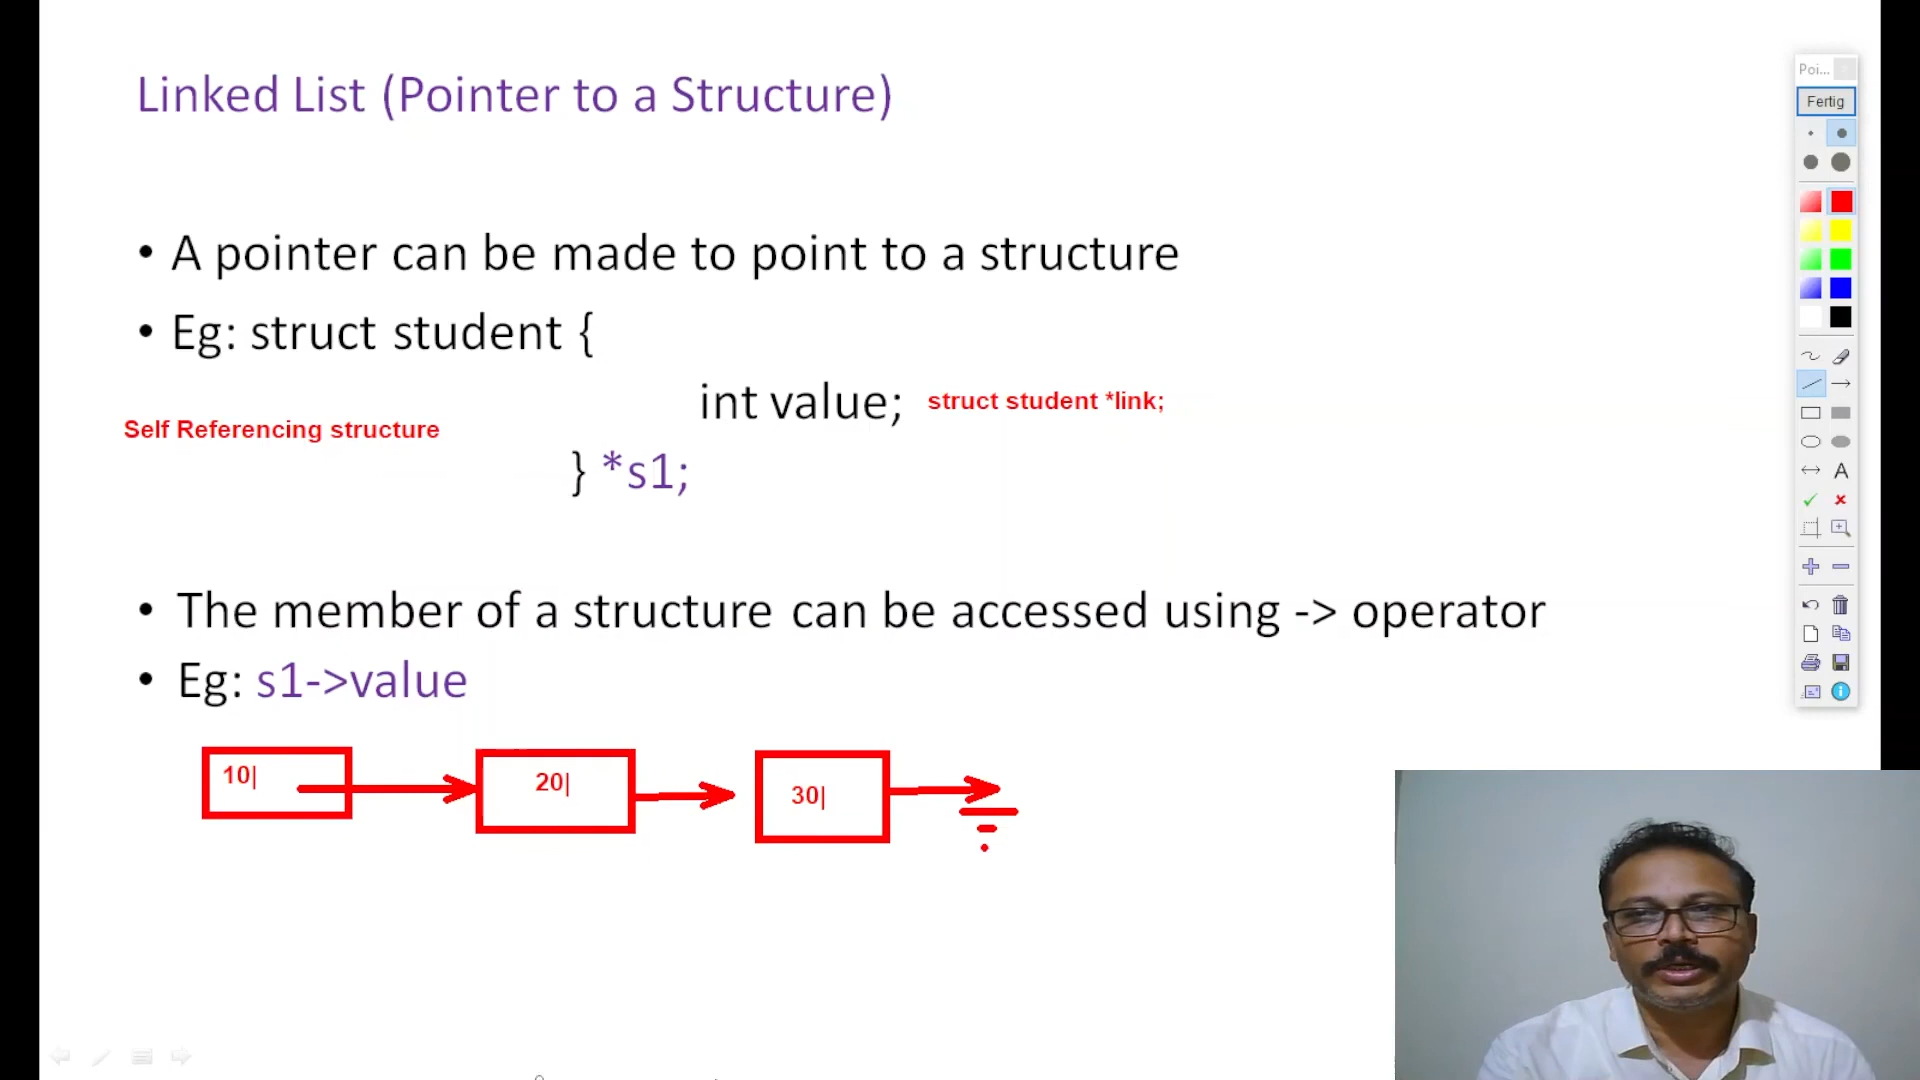 Linked List (Pointer to a Structure)
Poi...
Fertig
• A pointer can be made to point to a structure
• Eg: struct student {
int value; struct student *link;
Self Referencing structure
} *s1;
A
• The member of a structure can be accessed using -> operator
• Eg: s1->value
10|
20|
30|